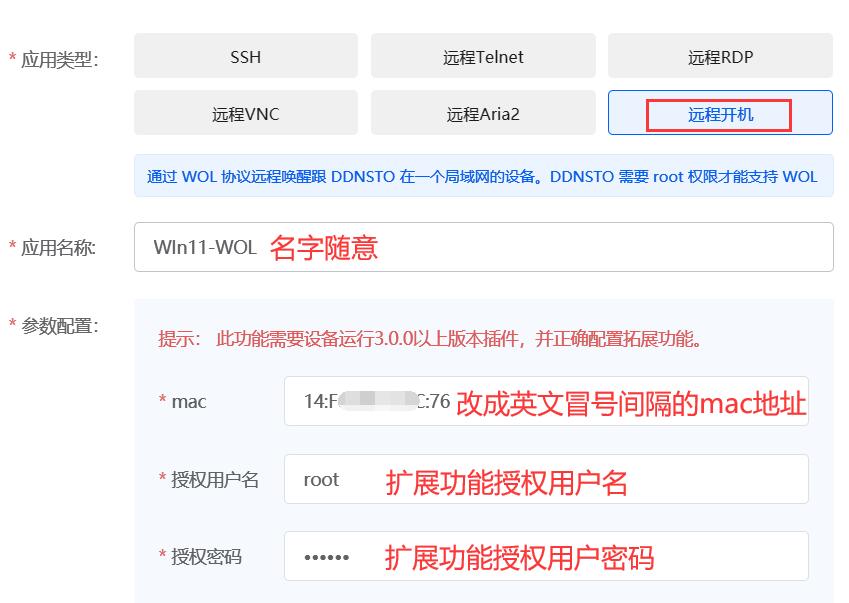 * 应用类型：
SSH 远程Telnet 远程RDP
远程VNC 远程Aria2 远程开机
通过 WOL 协议远程唤醒跟 DDNSTO 在一个局域网的设备。DDNSTO 需要 root 权限才能支持 WOL
* 应用名称: WIn11-WOL 名字随意
* 参数配置：
提示： 此功能需要设备运行3.0.0以上版本插件，并正确配置拓展功能。
* mac 14:F C:76 改成英文冒号间隔的mac地址
* 授权用户名 root 扩展功能授权用户名
* 授权密码 •••••• 扩展功能授权用户密码